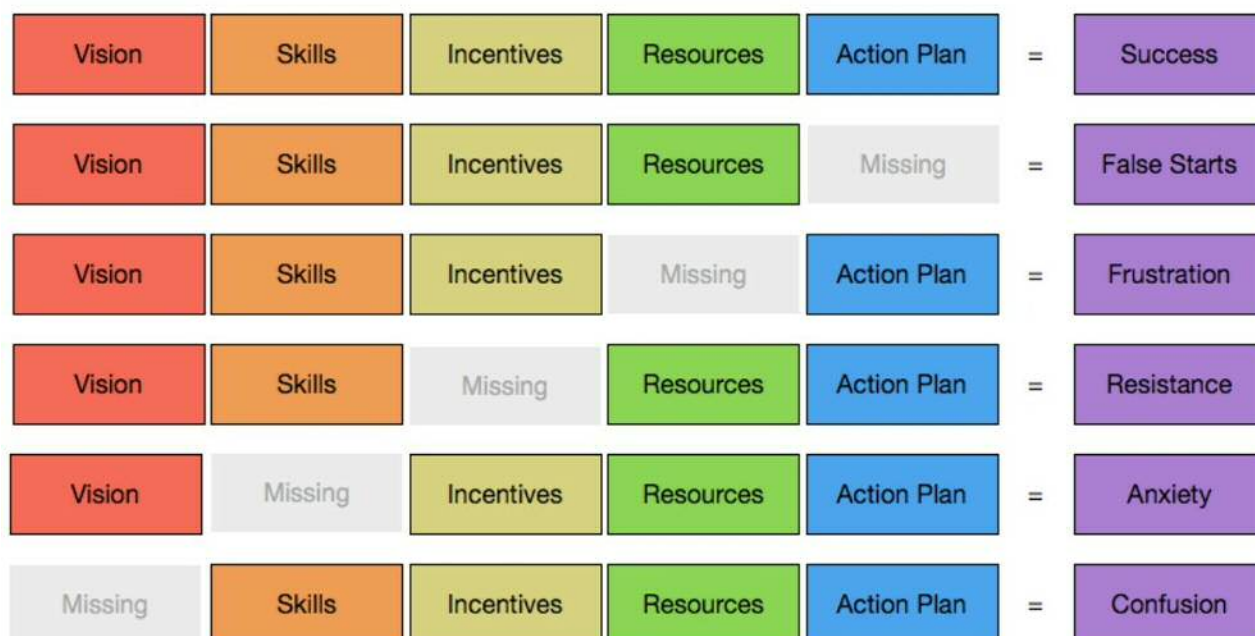 Vision Skills Incentives Resources Action Plan = Success
Vision Skills Incentives Resources Missing = False Starts
Vision Skills Incentives Missing Action Plan = Frustration
Vision Skills Missing Resources Action Plan = Resistance
Vision Missing Incentives Resources Action Plan = Anxiety
Missing Skills Incentives Resources Action Plan = Confusion